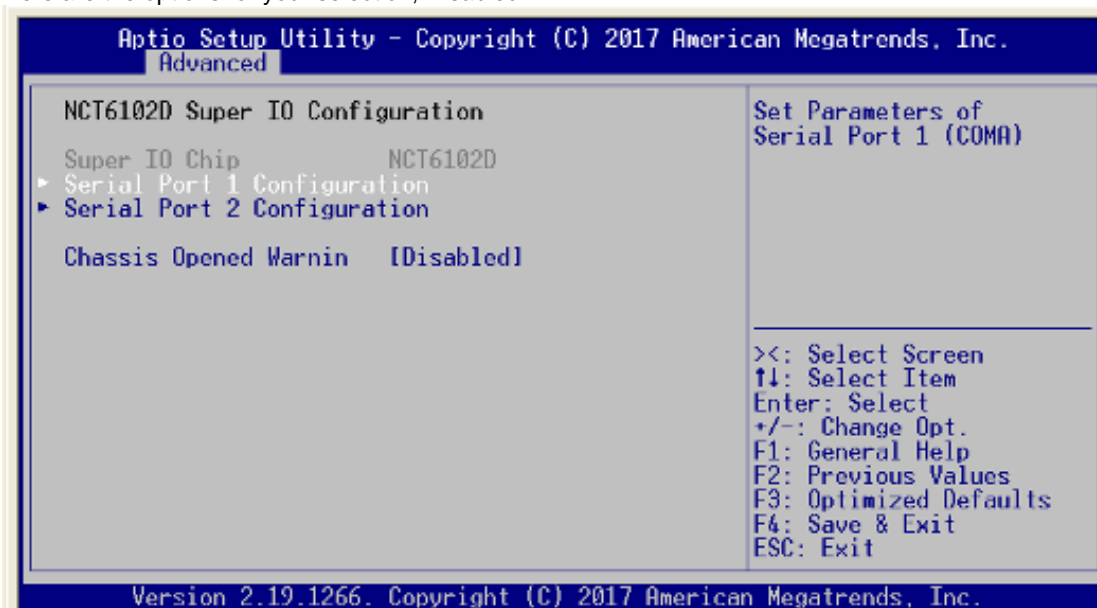 Aptio Setup Utility - Copyright (C) 2017 American Megatrends, Inc.
Advanced
NCT6102D Super IO Configuration
Super IO Chip NCT6102D
► Serial Port 1 Configuration
► Serial Port 2 Configuration
Chassis Opened Warnin [Disabled]
Set Parameters of
Serial Port 1 (COMA)
><: Select Screen
↑↓: Select Item
Enter: Select
+/-: Change Opt.
F1: General Help
F2: Previous Values
F3: Optimized Defaults
F4: Save & Exit
ESC: Exit
Version 2.19.1266. Copyright (C) 2017 American Megatrends, Inc.